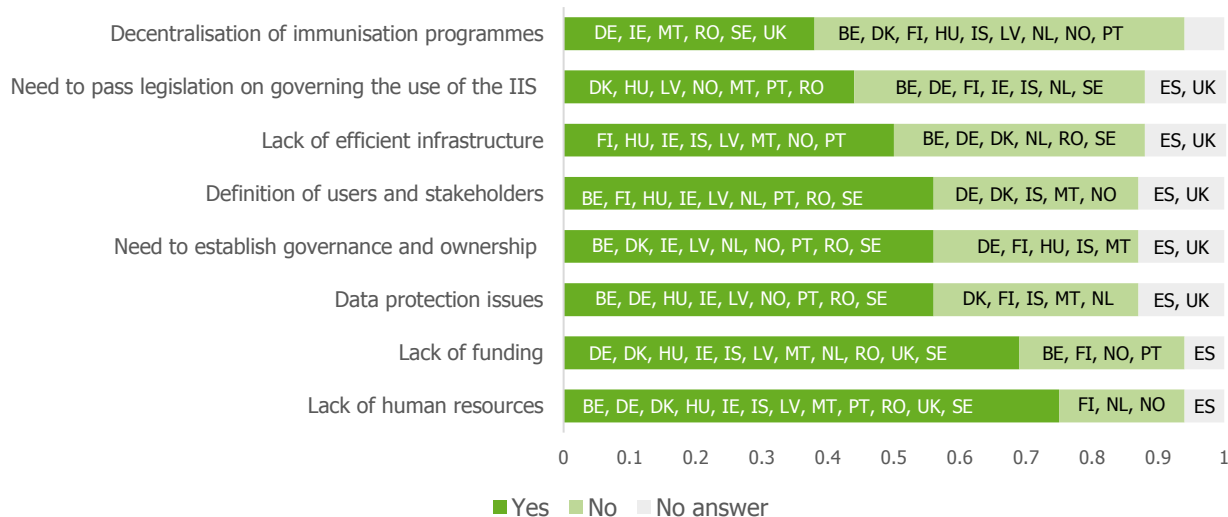 Decentralisation of immunisation programmes DE, IE, MT, RO, SE, UK BE, DK, FI, HU, IS, LV, NL, NO, PT
Need to pass legislation on governing the use of the IIS DK, HU, LV, NO, MT, PT, RO BE, DE, FI, IE, IS, NL, SE ES, UK
Lack of efficient infrastructure FI, HU, IE, IS, LV, MT, NO, PT BE, DE, DK, NL, RO, SE ES, UK
Definition of users and stakeholders BE, FI, HU, IE, LV, NL, PT, RO, SE DE, DK, IS, MT, NO ES, UK
Need to establish governance and ownership BE, DK, IE, LV, NL, NO, PT, RO, SE DE, FI, HU, IS, MT ES, UK
Data protection issues BE, DE, HU, IE, LV, NO, PT, RO, SE DK, FI, IS, MT, NL ES, UK
Lack of funding DE, DK, HU, IE, IS, LV, MT, NL, RO, UK, SE BE, FI, NO, PT ES
Lack of human resources BE, DE, DK, HU, IE, IS, LV, MT, PT, RO, UK, SE FI, NL, NO ES
0 0.1 0.2 0.3 0.4 0.5 0.6 0.7 0.8 0.9 1
Yes No No answer